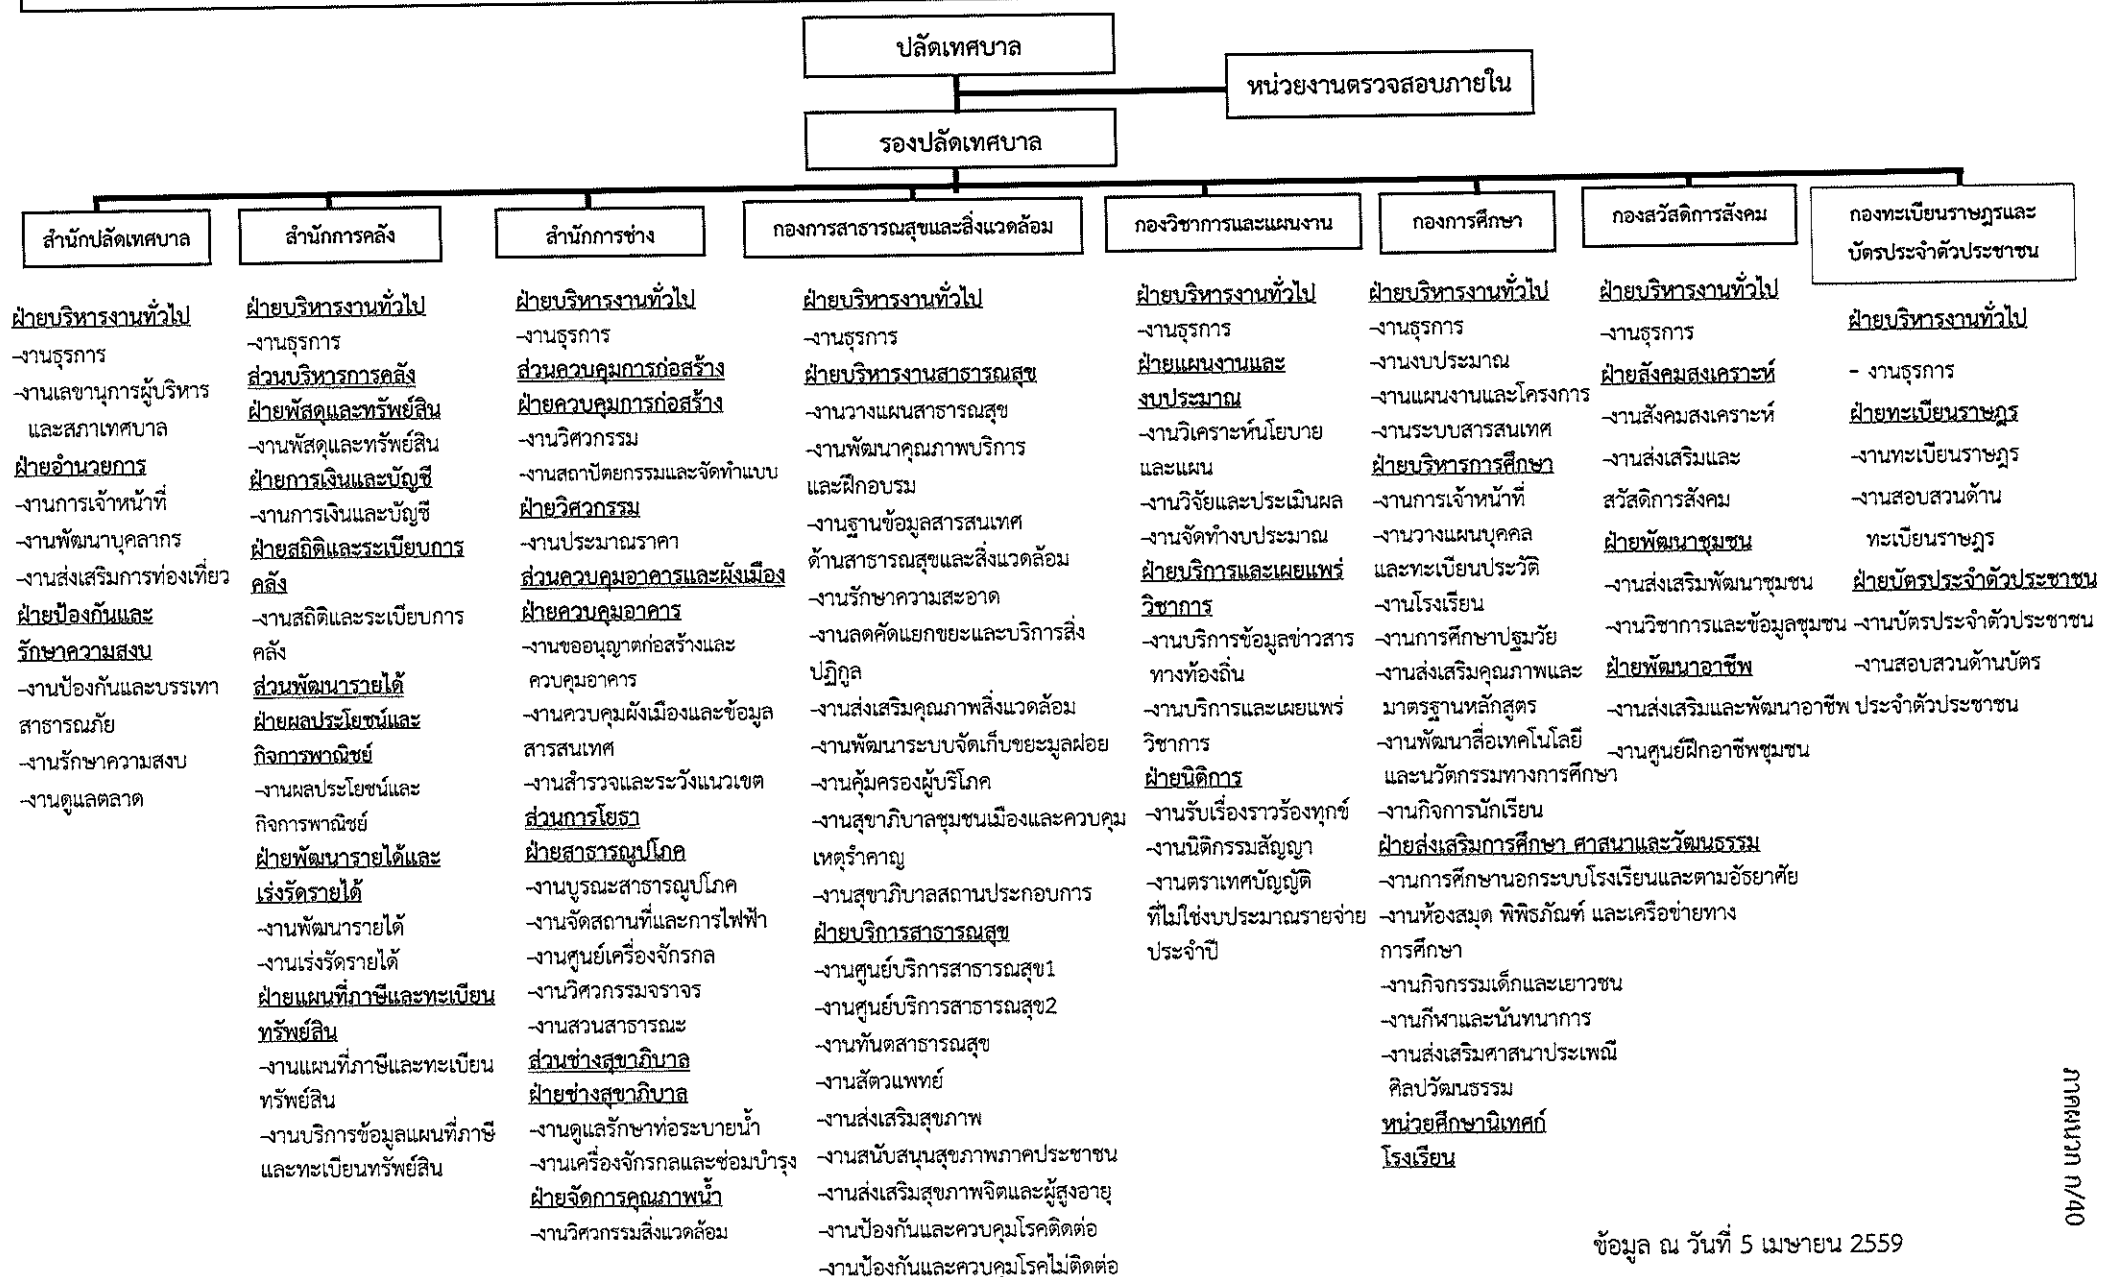 ปลัดเทศบาล
หน่วยงานตรวจสอบภายใน
รองปลัดเทศบาล
สำนักปลัดเทศบาล
ฝ่ายบริหารงานทั่วไป
-งานธุรการ
-งานเลขานุการผู้บริหาร
และสภาเทศบาล
ฝ่ายอำนวยการ
-งานการเจ้าหน้าที่
-งานพัฒนาบุคลากร
-งานส่งเสริมการท่องเที่ยว
ฝ่ายป้องกันและ
รักษาความสงบ
-งานป้องกันและบรรเทา
สาธารณภัย
-งานรักษาความสงบ
-งานดูแลตลาด
สำนักการคลัง
ฝ่ายบริหารงานทั่วไป
-งานธุรการ
ส่วนบริหารการคลัง
ฝ่ายพัสดุและทรัพย์สิน
-งานพัสดุและทรัพย์สิน
ฝ่ายการเงินและบัญชี
-งานการเงินและบัญชี
ฝ่ายสถิติและระเบียบการ
คลัง
-งานสถิติและระเบียบการ
คลัง
ส่วนพัฒนารายได้
ฝ่ายผลประโยชน์และ
กิจการพาณิชย์
-งานผลประโยชน์และ
กิจการพาณิชย์
ฝ่ายพัฒนารายได้และ
เร่งรัดรายได้
-งานพัฒนารายได้
-งานเร่งรัดรายได้
ฝ่ายแผนที่ภาษีและทะเบียน
ทรัพย์สิน
-งานแผนที่ภาษีและทะเบียน
ทรัพย์สิน
-งานบริการข้อมูลแผนที่ภาษี
และทะเบียนทรัพย์สิน
สำนักการช่าง
ฝ่ายบริหารงานทั่วไป
-งานธุรการ
ส่วนควบคุมการก่อสร้าง
ฝ่ายควบคุมการก่อสร้าง
-งานวิศวกรรม
-งานสถาปัตยกรรมและจัดทำแบบ
ฝ่ายวิศวกรรม
-งานประมาณราคา
ส่วนควบคุมอาคารและผังเมือง
ฝ่ายควบคุมอาคาร
-งานขออนุญาตก่อสร้างและ
ควบคุมอาคาร
-งานควบคุมผังเมืองและข้อมูล
สารสนเทศ
-งานสำรวจและระวังแนวเขต
ส่วนการโยธา
ฝ่ายสาธารณูปโภค
-งานบูรณะสาธารณูปโภค
-งานจัดสถานที่และการไฟฟ้า
-งานศูนย์เครื่องจักรกล
-งานวิศวกรรมจราจร
-งานสวนสาธารณะ
ส่วนช่างสุขาภิบาล
ฝ่ายช่างสุขาภิบาล
-งานดูแลรักษาท่อระบายน้ำ
-งานเครื่องจักรกลและซ่อมบำรุง
ฝ่ายจัดการคุณภาพน้ำ
-งานวิศวกรรมสิ่งแวดล้อม
กองการสาธารณสุขและสิ่งแวดล้อม
ฝ่ายบริหารงานทั่วไป
-งานธุรการ
ฝ่ายบริหารงานสาธารณสุข
-งานวางแผนสาธารณสุข
-งานพัฒนาคุณภาพบริการ
และฝึกอบรม
-งานฐานข้อมูลสารสนเทศ
ด้านสาธารณสุขและสิ่งแวดล้อม
-งานรักษาความสะอาด
-งานลดคัดแยกขยะและบริการสิ่ง
ปฏิกูล
-งานส่งเสริมคุณภาพสิ่งแวดล้อม
-งานพัฒนาระบบจัดเก็บขยะมูลฝอย
-งานคุ้มครองผู้บริโภค
-งานสุขาภิบาลชุมชนเมืองและควบคุม
เหตุรำคาญ
-งานสุขาภิบาลสถานประกอบการ
ฝ่ายบริการสาธารณสุข
-งานศูนย์บริการสาธารณสุข1
-งานศูนย์บริการสาธารณสุข2
-งานทันตสาธารณสุข
-งานสัตวแพทย์
-งานส่งเสริมสุขภาพ
-งานสนับสนุนสุขภาพภาคประชาชน
-งานส่งเสริมสุขภาพจิตและผู้สูงอายุ
-งานป้องกันและควบคุมโรคติดต่อ
-งานป้องกันและควบคุมโรคไม่ติดต่อ
กองวิชาการและแผนงาน
ฝ่ายบริหารงานทั่วไป
-งานธุรการ
ฝ่ายแผนงานและ
งบประมาณ
-งานวิเคราะห์นโยบาย
และแผน
-งานวิจัยและประเมินผล
-งานจัดทำงบประมาณ
ฝ่ายบริการและเผยแพร่
วิชาการ
-งานบริการข้อมูลข่าวสาร
ทางท้องถิ่น
-งานบริการและเผยแพร่
วิชาการ
ฝ่ายนิติการ
-งานรับเรื่องราวร้องทุกข์
-งานนิติกรรมสัญญา
-งานตราเทศบัญญัติ
ที่ไม่ใช่งบประมาณรายจ่าย
ประจำปี
กองการศึกษา
ฝ่ายบริหารงานทั่วไป
-งานธุรการ
-งานงบประมาณ
-งานแผนงานและโครงการ
-งานระบบสารสนเทศ
ฝ่ายบริหารการศึกษา
-งานการเจ้าหน้าที่
-งานวางแผนบุคคล
และทะเบียนประวัติ
-งานโรงเรียน
-งานการศึกษาปฐมวัย
-งานส่งเสริมคุณภาพและ
มาตรฐานหลักสูตร
-งานพัฒนาสื่อเทคโนโลยี
และนวัตกรรมทางการศึกษา
-งานกิจการนักเรียน
ฝ่ายส่งเสริมการศึกษา ศาสนาและวัฒนธรรม
-งานการศึกษานอกระบบโรงเรียนและตามอัธยาศัย
-งานห้องสมุด พิพิธภัณฑ์ และเครือข่ายทาง
การศึกษา
-งานกิจกรรมเด็กและเยาวชน
-งานกีฬาและนันทนาการ
-งานส่งเสริมศาสนาประเพณี
ศิลปวัฒนธรรม
หน่วยศึกษานิเทศก์
โรงเรียน
กองสวัสดิการสังคม
ฝ่ายบริหารงานทั่วไป
-งานธุรการ
ฝ่ายสังคมสงเคราะห์
-งานสังคมสงเคราะห์
-งานส่งเสริมและ
สวัสดิการสังคม
ฝ่ายพัฒนาชุมชน
-งานส่งเสริมพัฒนาชุมชน
-งานวิชาการและข้อมูลชุมชน
ฝ่ายพัฒนาอาชีพ
-งานส่งเสริมและพัฒนาอาชีพ
-งานศูนย์ฝึกอาชีพชุมชน
กองทะเบียนราษฎรและ
บัตรประจำตัวประชาชน
ฝ่ายบริหารงานทั่วไป
- งานธุรการ
ฝ่ายทะเบียนราษฎร
-งานทะเบียนราษฎร
-งานสอบสวนด้าน
ทะเบียนราษฎร
ฝ่ายบัตรประจำตัวประชาชน
-งานบัตรประจำตัวประชาชน
-งานสอบสวนด้านบัตร
ประจำตัวประชาชน
ภาคผนวก ก/40
ข้อมูล ณ วันที่ 5 เมษายน 2559